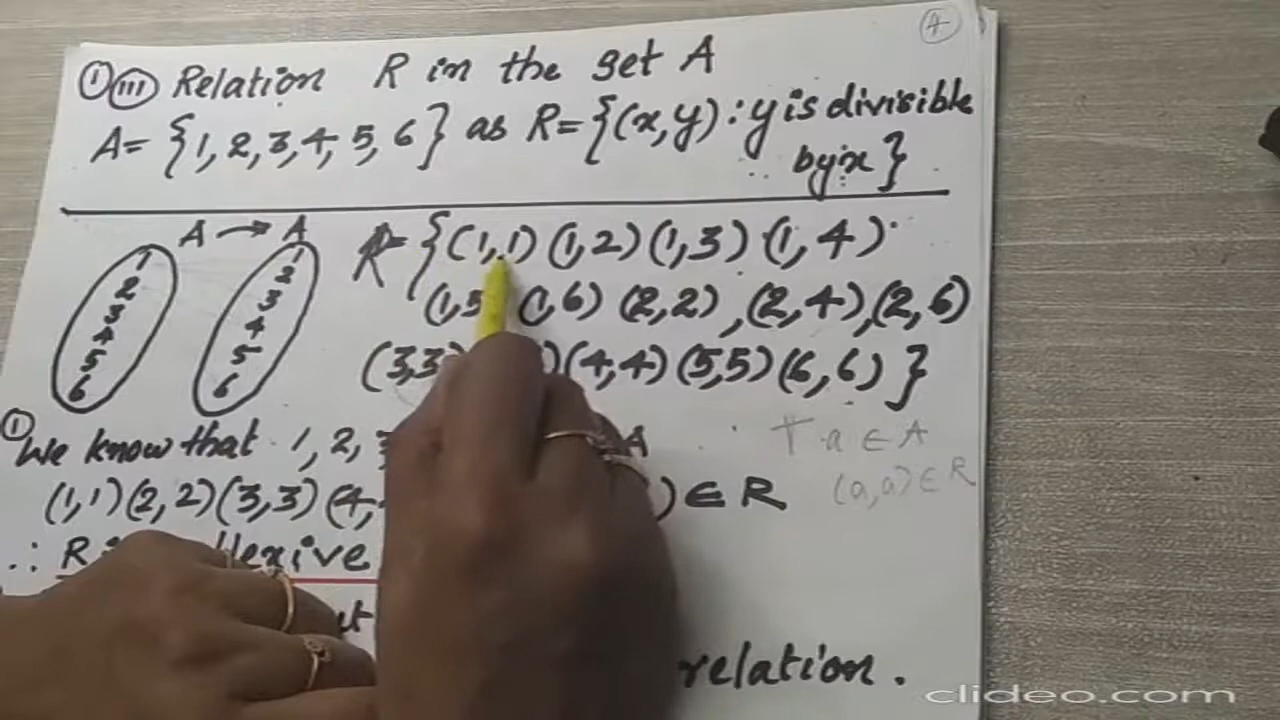 4
① ⅲ Relation R in the set A
A = {1, 2, 3, 4, 5, 6} as R = {(x, y) : y is divisible
by x}
A → A
1 2 3 4 5 6
1 2 3 4 5 6
R = {(1,1) (1,2) (1,3) (1,4)
(1,5 (1,6) (2,2), (2,4), (2,6)
(3,3) ) (4,4) (5,5) (6,6)}
① We know that 1, 2, 3 A
∀ a ∈ A
(1,1) (2,2) (3,3) (4, ) ∈ R
(a,a) ∈ R
∴ R
relation.
clideo.com